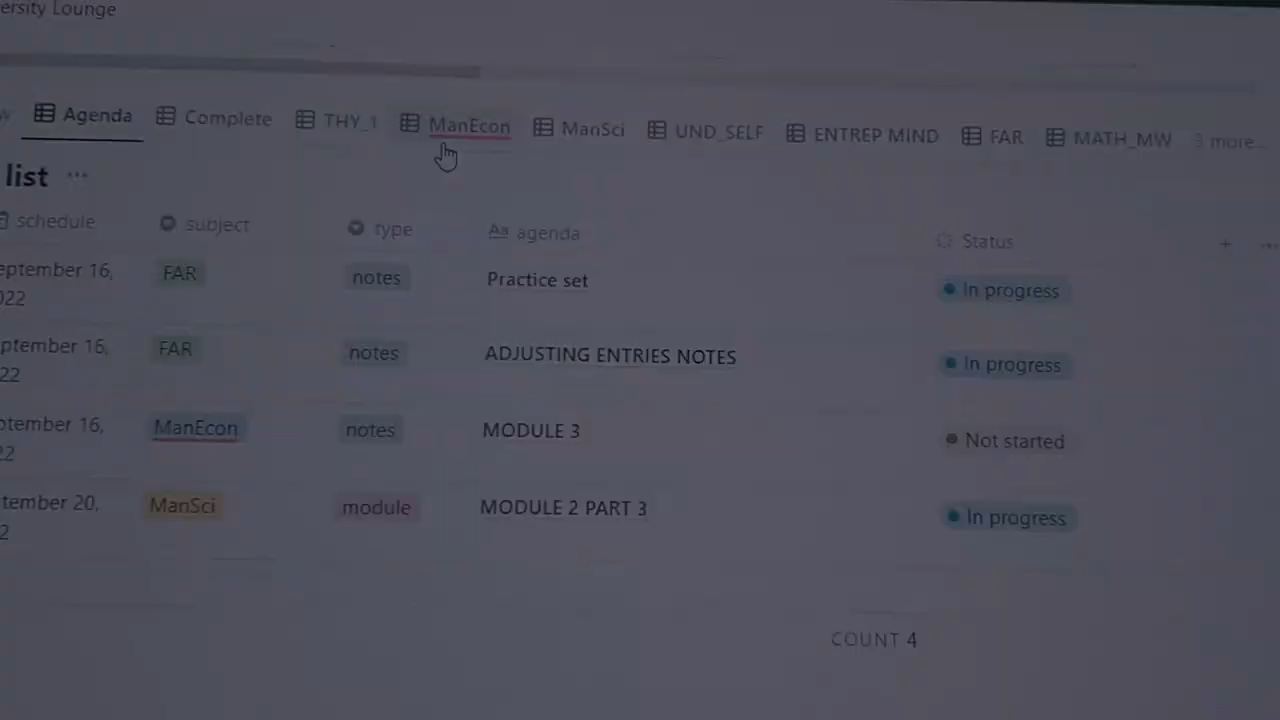 ersity Lounge
Agenda Complete THY_1 ManEcon ManSci UND_SELF ENTREP MIND FAR MATH_MW 3 more...
list ...
schedule subject type Aa agenda Status + ...
eptember 16, FAR notes Practice set In progress
022
ptember 16, FAR notes ADJUSTING ENTRIES NOTES In progress
22
ptember 16, ManEcon notes MODULE 3 Not started
22
tember 20, ManSci module MODULE 2 PART 3 In progress
2
COUNT 4